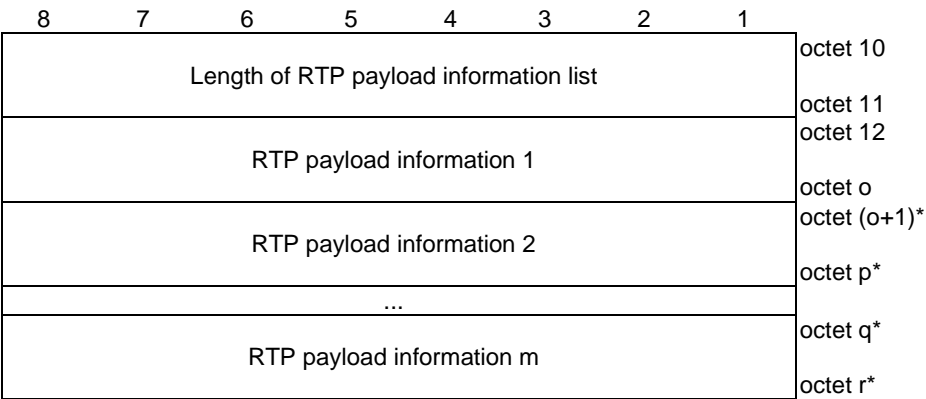 8 7 6 5 4 3 2 1
octet 10
Length of RTP payload information list
octet 11
octet 12
RTP payload information 1
octet o
octet (o+1)*
RTP payload information 2
octet p*
...
octet q*
RTP payload information m
octet r*